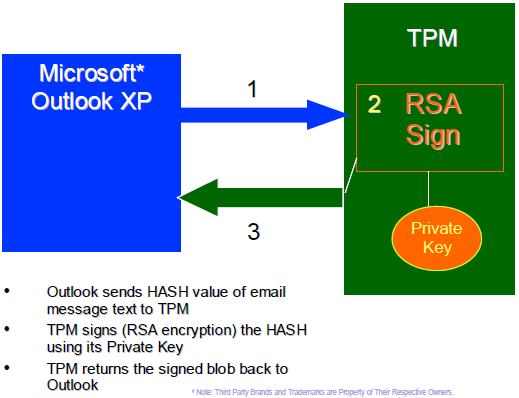 TPM
Microsoft*
Outlook XP
1
2 RSA
Sign
3
Private
Key
• Outlook sends HASH value of email
message text to TPM
• TPM signs (RSA encryption) the HASH
using its Private Key
• TPM returns the signed blob back to
Outlook
* Note: Third Party Brands and Trademarks are Property of Their Respective Owners.